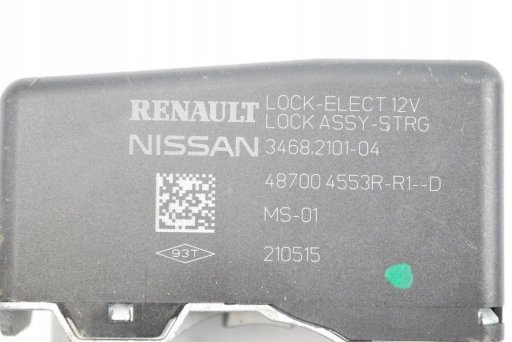 RENAULT LOCK-ELECT 12V
LOCK ASSY-STRG
NISSAN 3468.2101-04
48700 4553R-R1--D
MS-01
93T 210515